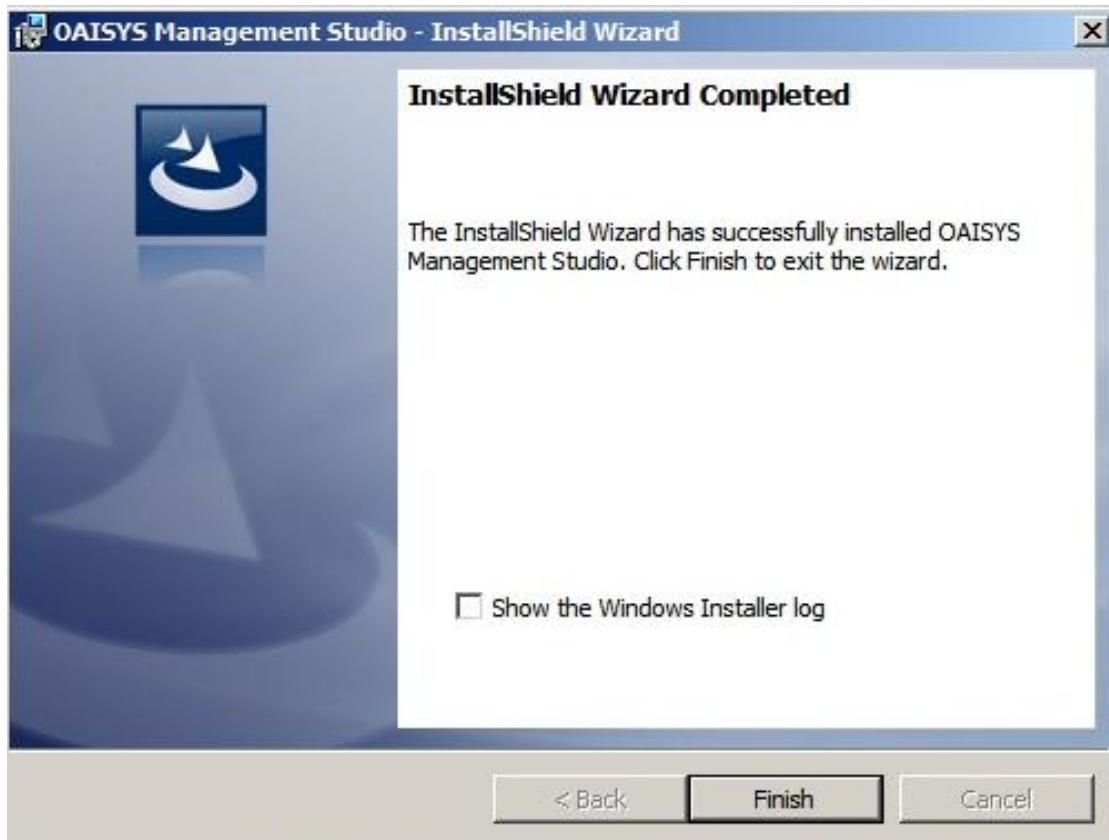 OAISYS Management Studio - InstallShield Wizard
InstallShield Wizard Completed
The InstallShield Wizard has successfully installed OAISYS
Management Studio. Click Finish to exit the wizard.
Show the Windows Installer log
< Back
Finish
Cancel